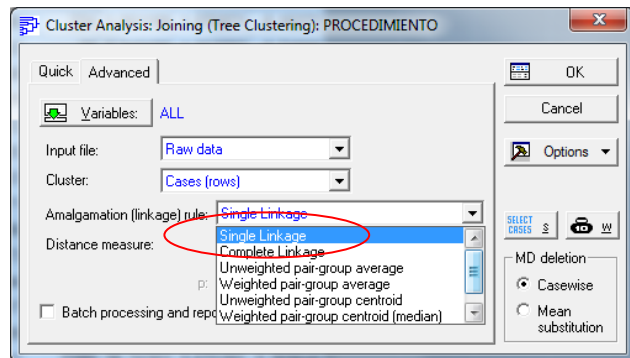 Cluster Analysis: Joining (Tree Clustering): PROCEDIMIENTO
Quick Advanced
Variables: ALL
Input file: Raw data
Cluster: Cases (rows)
Amalgamation (linkage) rule: Single Linkage
Single Linkage
Complete Linkage
Unweighted pair-group average
Weighted pair-group average
Unweighted pair-group centroid
Weighted pair-group centroid (median)
Distance measure:
p:
Batch processing and repo
OK
Cancel
Options
SELECT CASES S W
MD deletion
Casewise
Mean
substitution